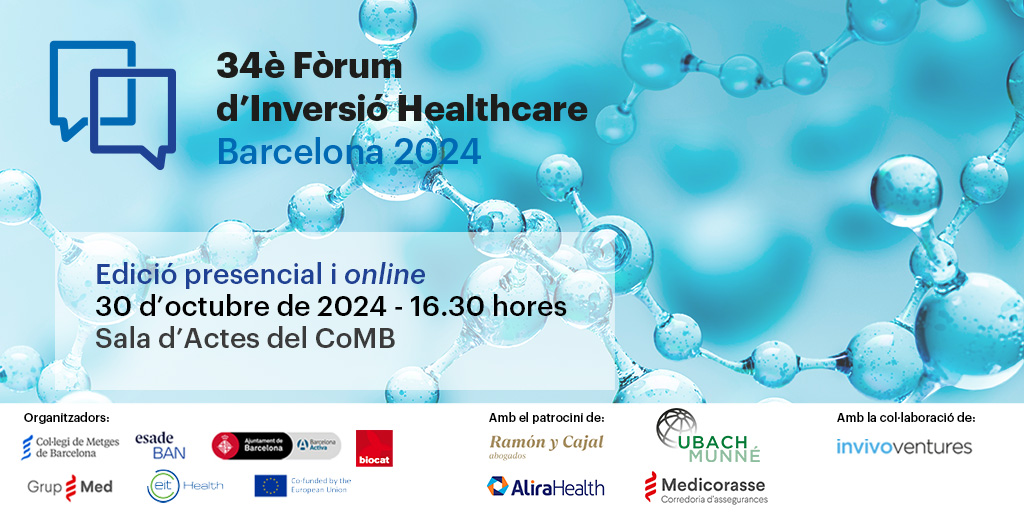 34è Fòrum
d'Inversió Healthcare
Barcelona 2024
Edició presencial i online
30 d'octubre de 2024 - 16.30 hores
Sala d'Actes del CoMB
Organitzadors:
Col·legi de Metges
de Barcelona
esade
BAN
Ajuntament de
Barcelona
Barcelona
Activa
biocat
Grup Med
eit Health
Co-funded by the
European Union
Amb el patrocini de:
Ramón y Cajal
abogados
UBACH
MUNNÉ
AliraHealth
Medicorasse
Corredoria d'assegurances
Amb la col·laboració de:
invivoventures